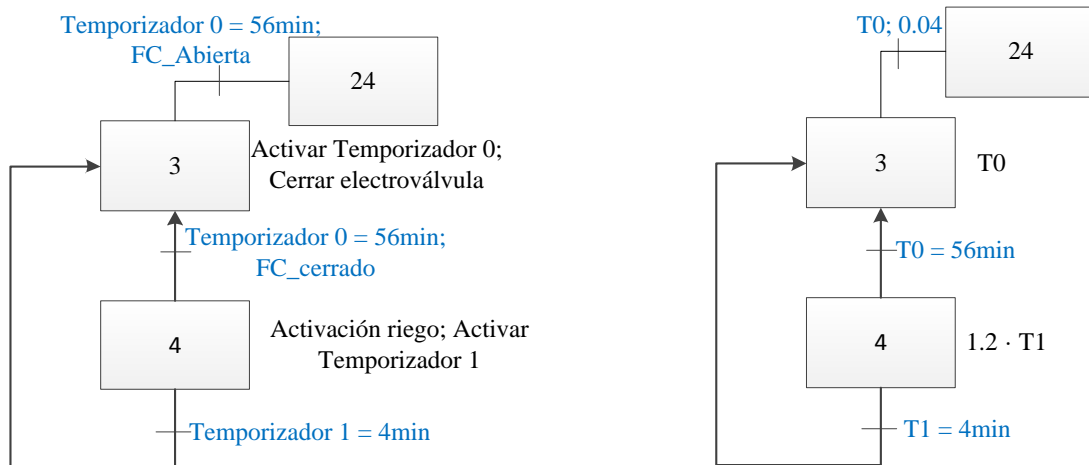 Temporizador 0 = 56min;
FC_Abierta
24
3
Activar Temporizador 0;
Cerrar electroválvula
Temporizador 0 = 56min;
FC_cerrado
4
Activación riego; Activar
Temporizador 1
Temporizador 1 = 4min
T0; 0.04
24
3
T0
T0 = 56min
4
1.2 · T1
T1 = 4min